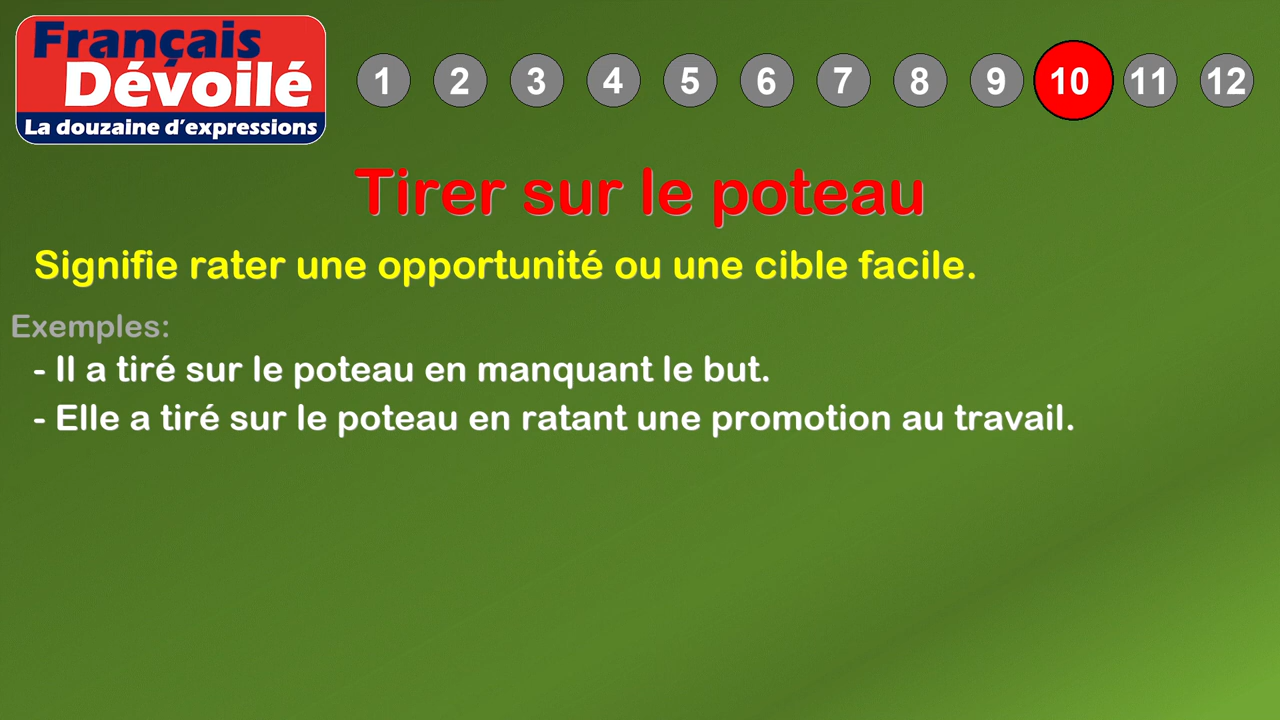 Français
Dévoilé
La douzaine d'expressions
1 2 3 4 5 6 7 8 9 10 11 12
Tirer sur le poteau
Signifie rater une opportunité ou une cible facile.
Exemples:
- Il a tiré sur le poteau en manquant le but.
- Elle a tiré sur le poteau en ratant une promotion au travail.